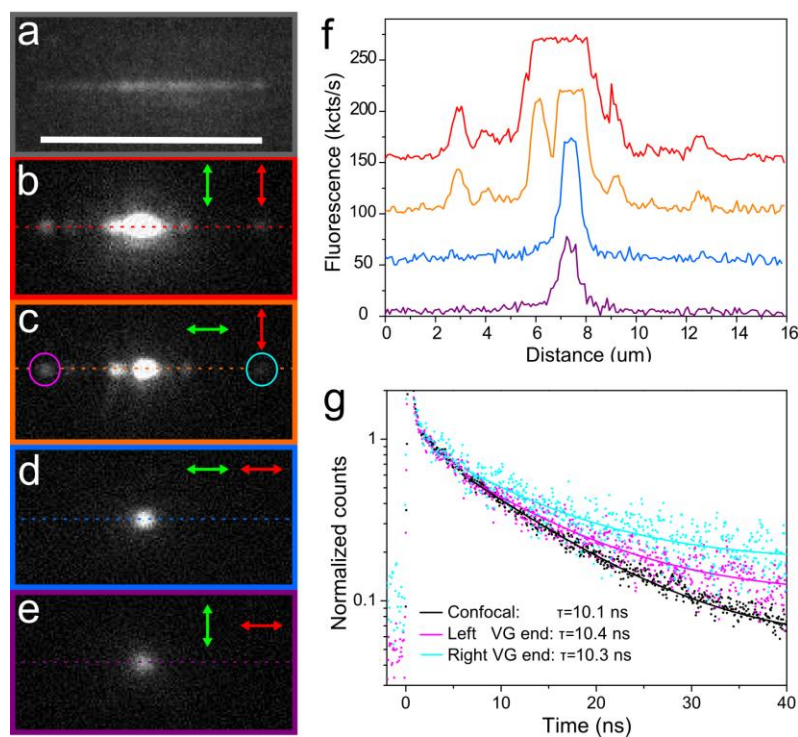 a
b
c
d
e
f
Fluorescence (kcts/s)
250
200
150
100
50
0
0 2 4 6 8 10 12 14 16
Distance (um)
g
Normalized counts
1
0.1
Confocal: τ=10.1 ns
Left VG end: τ=10.4 ns
Right VG end: τ=10.3 ns
0 10 20 30 40
Time (ns)